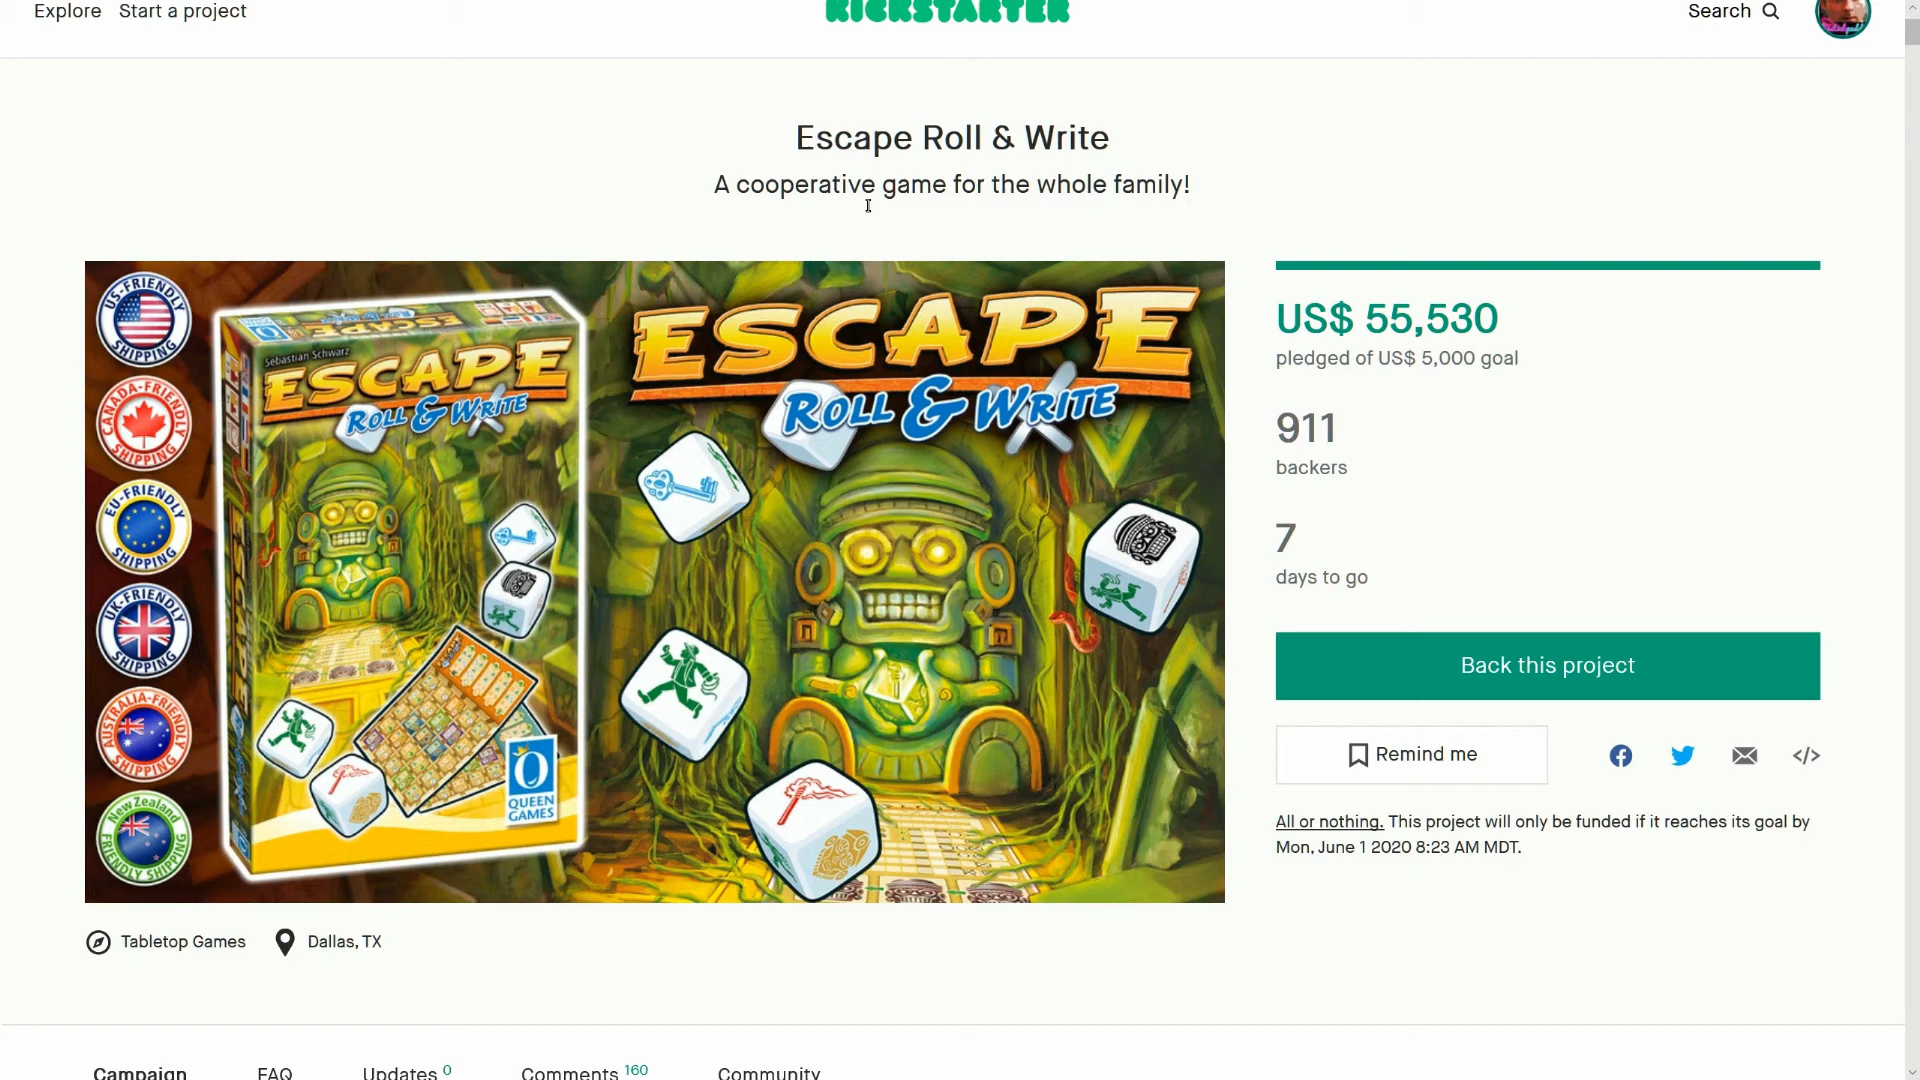 Explore Start a project
KICKSTARTER
Search
Escape Roll & Write
A cooperative game for the whole family!
US-FRIENDLY SHIPPING
CANADA-FRIENDLY SHIPPING
EU-FRIENDLY SHIPPING
UK-FRIENDLY SHIPPING
AUSTRALIA-FRIENDLY SHIPPING
New Zealand FRIENDLY SHIPPING
Sebastian Schwarz
ESCAPE
ROLL & WRITE
QUEEN
GAMES
ESCAPE
ROLL & WRITE
US$ 55,530
pledged of US$ 5,000 goal
911
backers
7
days to go
Back this project
Remind me
All or nothing. This project will only be funded if it reaches its goal by
Mon, June 1 2020 8:23 AM MDT.
Tabletop Games Dallas, TX
Campaign FAQ Updates 0 Comments 160 Community